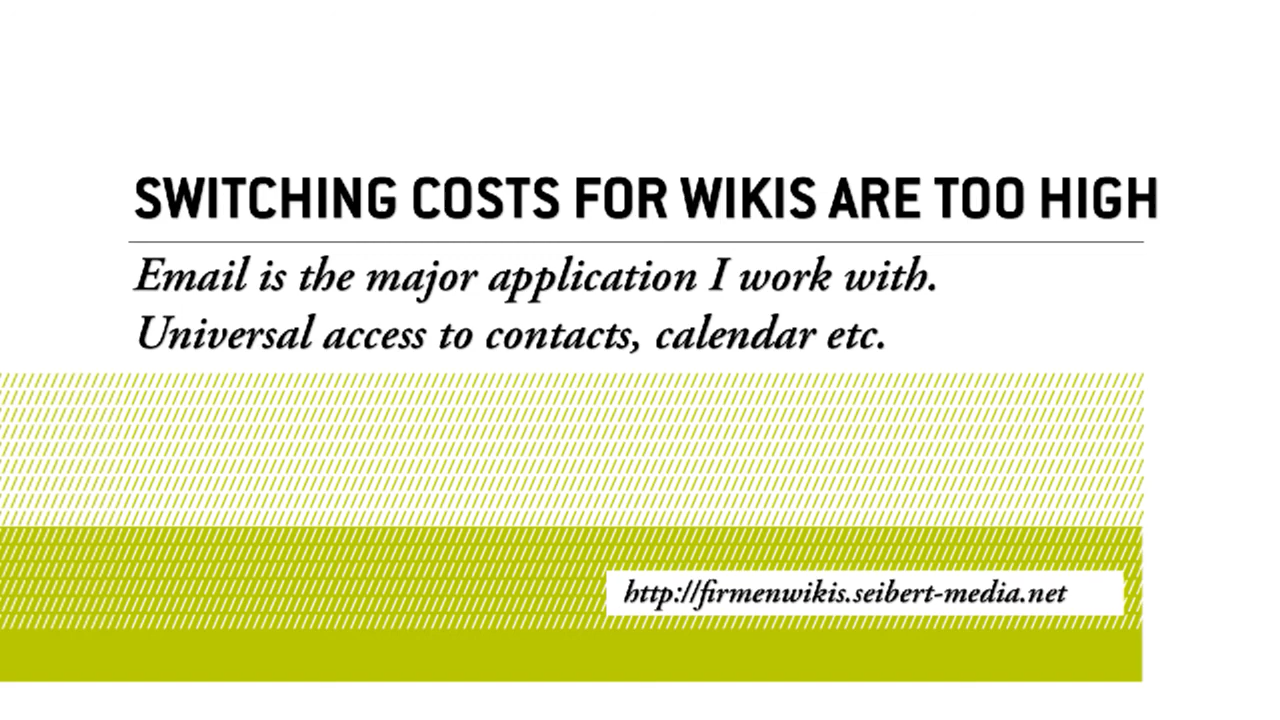 SWITCHING COSTS FOR WIKIS ARE TOO HIGH
Email is the major application I work with.
Universal access to contacts, calendar etc.
http://firmenwikis.seibert-media.net